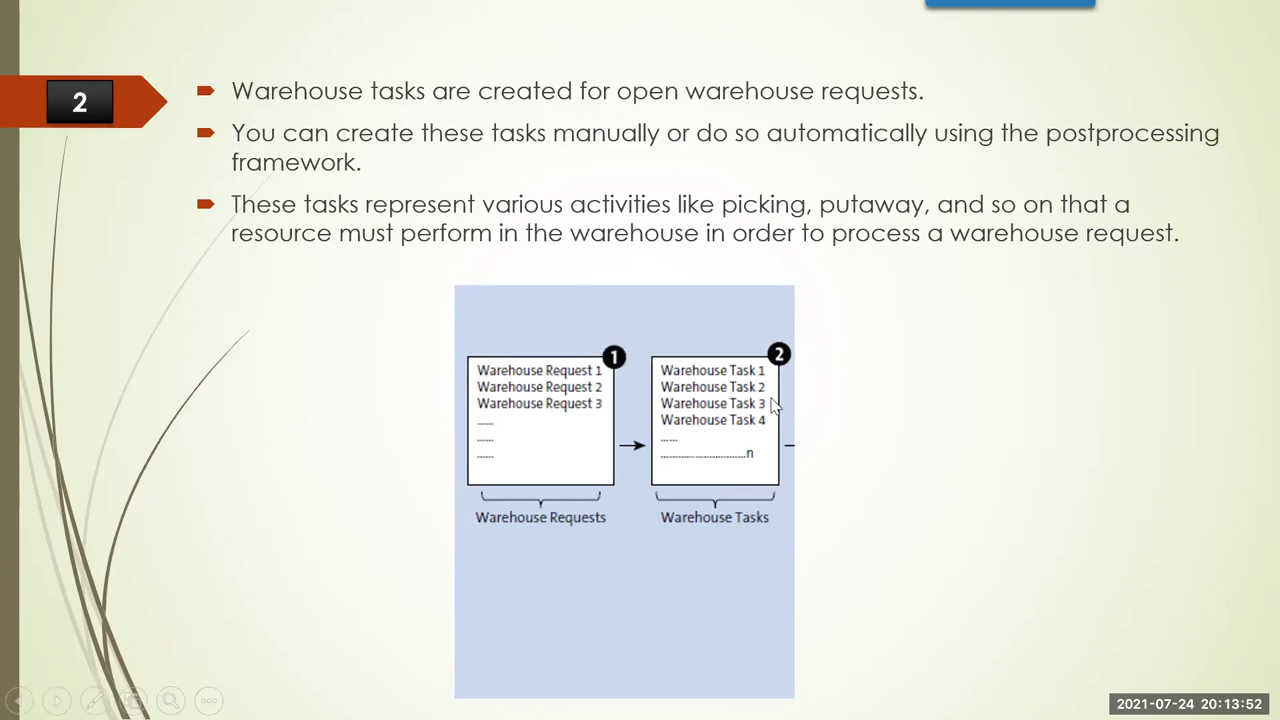 2
Warehouse tasks are created for open warehouse requests.
You can create these tasks manually or do so automatically using the postprocessing
framework.
These tasks represent various activities like picking, putaway, and so on that a
resource must perform in the warehouse in order to process a warehouse request.
1
Warehouse Request 1
Warehouse Request 2
Warehouse Request 3
......
......
......
Warehouse Requests
2
Warehouse Task 1
Warehouse Task 2
Warehouse Task 3
Warehouse Task 4
......
................................n
Warehouse Tasks
2021-07-24 20:13:52